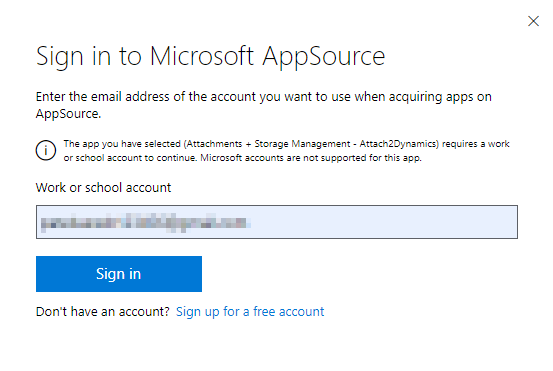 Sign in to Microsoft AppSource
Enter the email address of the account you want to use when acquiring apps on
AppSource.
The app you have selected (Attachments + Storage Management - Attach2Dynamics) requires a work
or school account to continue. Microsoft accounts are not supported for this app.
Work or school account
Sign in
Don't have an account? Sign up for a free account